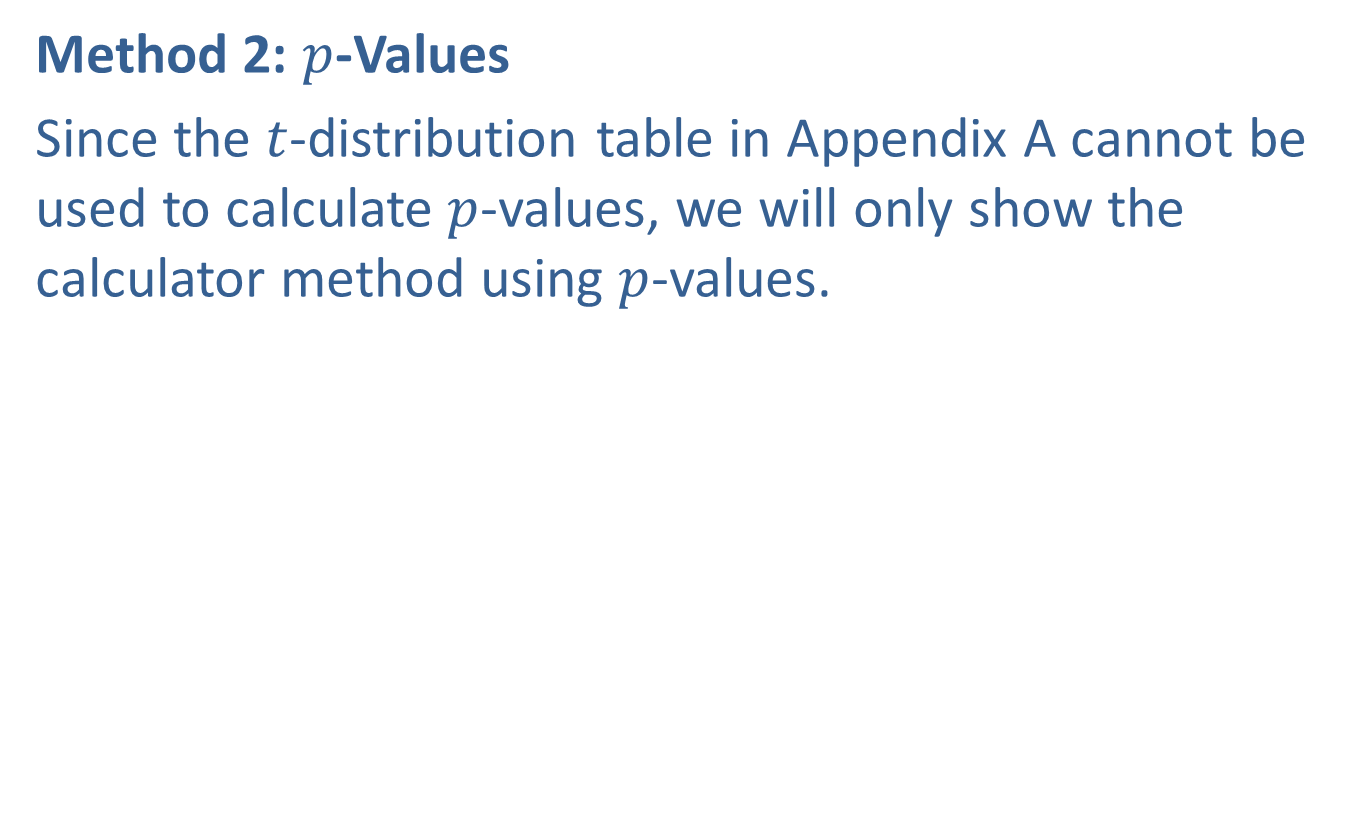 Method 2: p-Values
Since the t-distribution table in Appendix A cannot be
used to calculate p-values, we will only show the
calculator method using p-values.